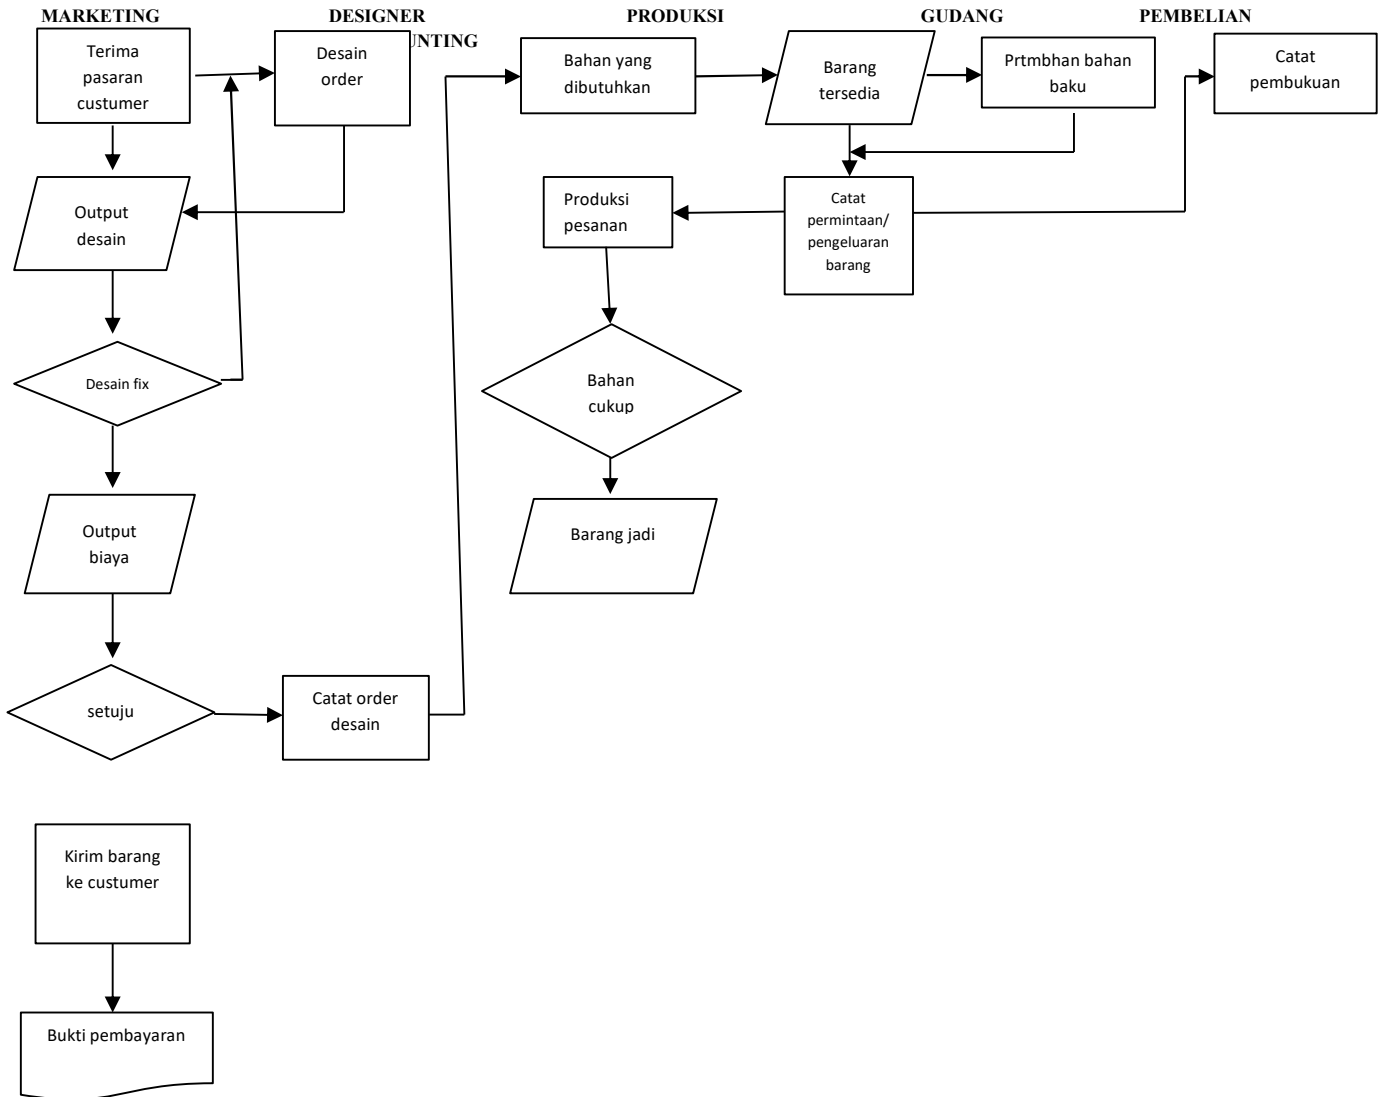 MARKETING DESIGNER PRODUKSI GUDANG PEMBELIAN
UNTING
Terima
pasaran
custumer
Desain
order
Bahan yang
dibutuhkan
Barang
tersedia
Prtmbhan bahan
baku
Catat
pembukuan
Output
desain
Produksi
pesanan
Catat
permintaan/
pengeluaran
barang
Desain fix
Bahan
cukup
Output
biaya
Barang jadi
setuju
Catat order
desain
Kirim barang
ke custumer
Bukti pembayaran